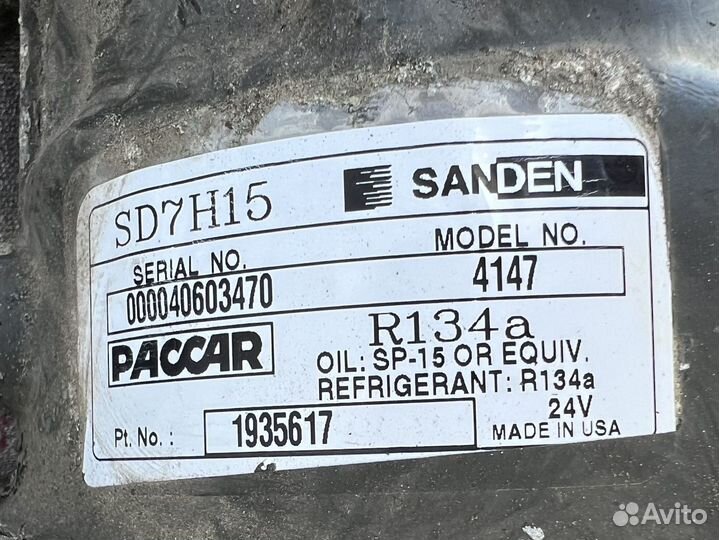 SD7H15
SANDEN
SERIAL NO.
MODEL NO.
000040603470
4147
PACCAR
R134a
OIL: SP-15 OR EQUIV.
REFRIGERANT: R134a
24V
Pt. No.: 1935617
MADE IN USA
Avito